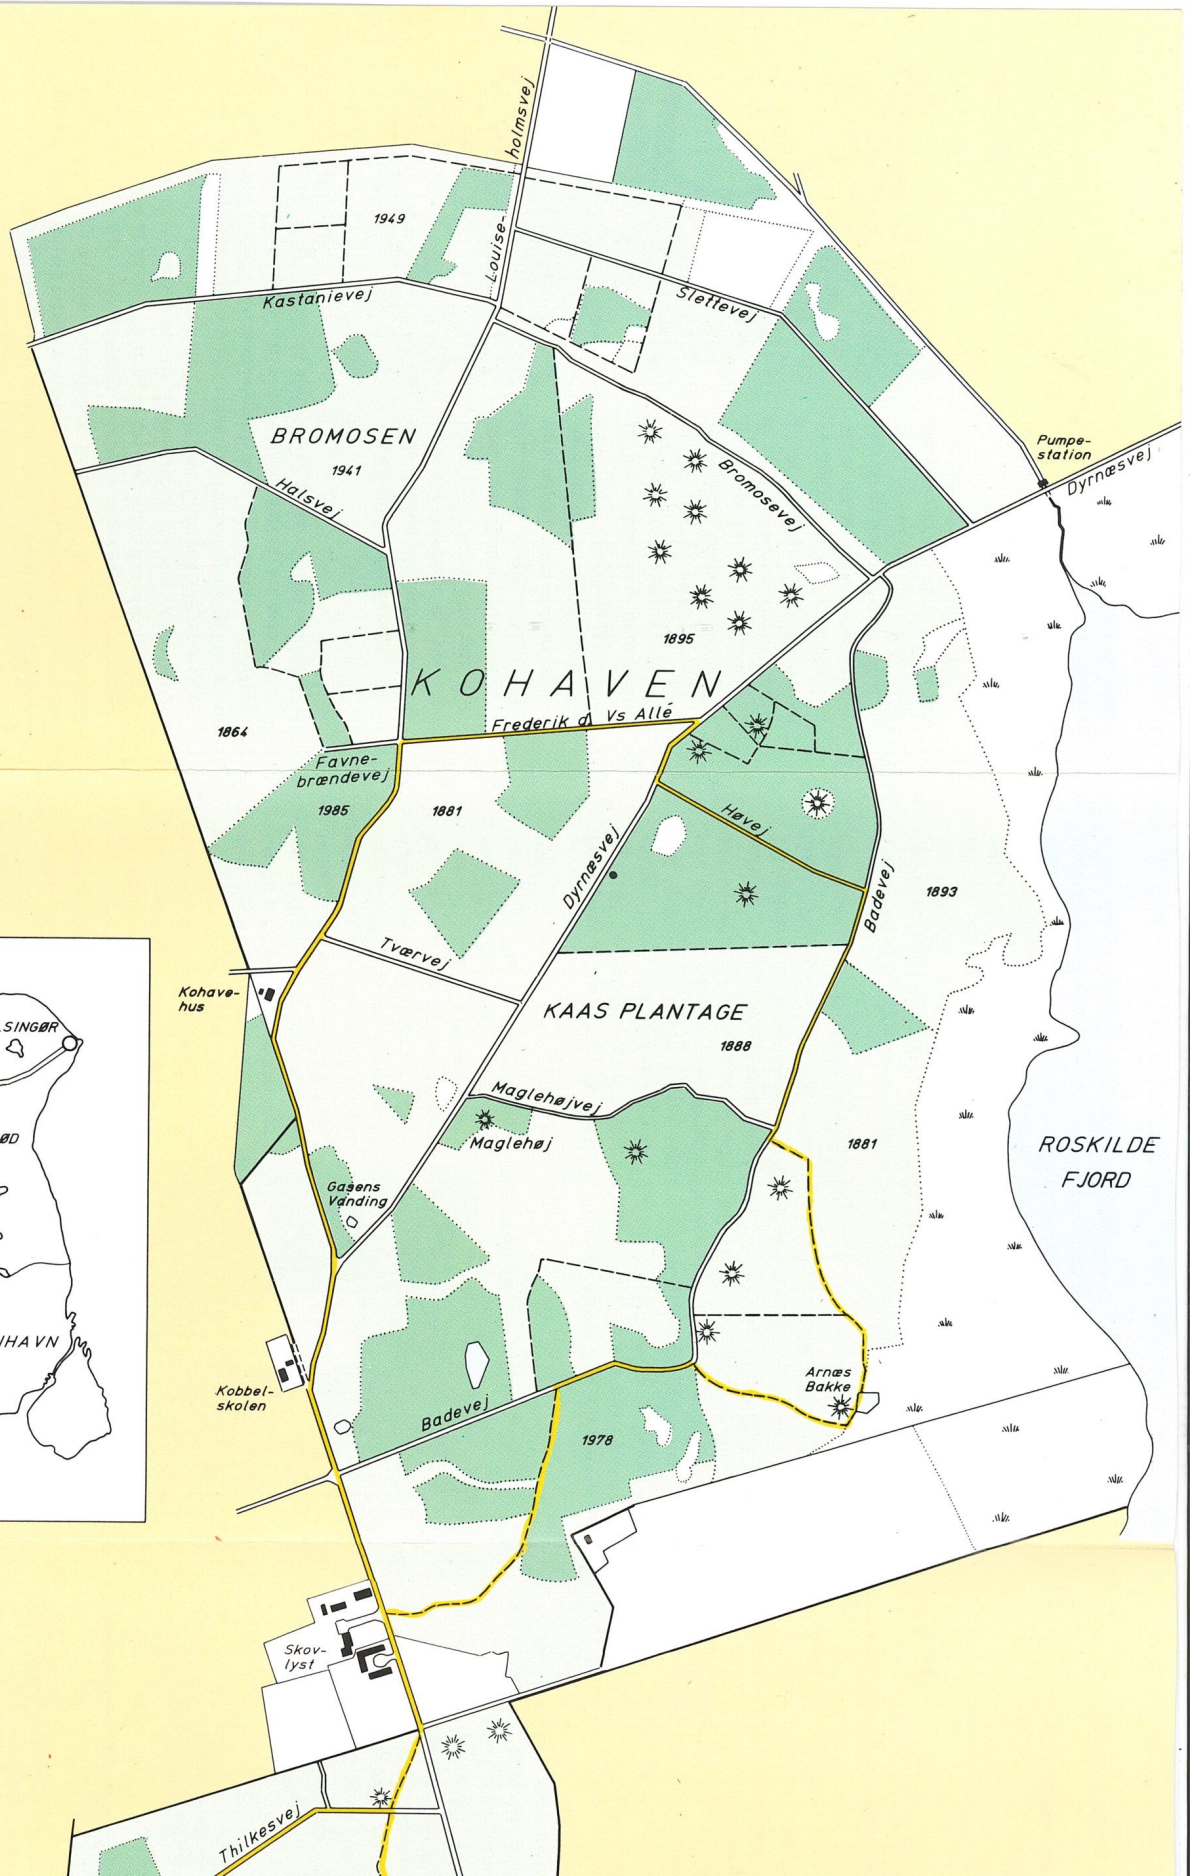 holmsvej
Louise-
1949
Kastanievej
Slettevej
BROMOSEN
1941
Halsvej
Bromosevej
Pumpe-
station
Dyrnæsvej
1895
KOHAVEN
Frederik d. Vs Allé
1864
Favne-
brændevej
1985
1881
Høvej
Dyrnæsvej
Badevej
1893
Tværvej
Kohave-
hus
KAAS PLANTAGE
1888
SINGØR
Maglehøjvej
Maglehøj
ØD
1881
ROSKILDE
FJORD
Gasens
Vanding
HAVN
Arnæs
Bakke
Kobbel-
skolen
Badevej
1978
Skov-
lyst
Thilkesvej